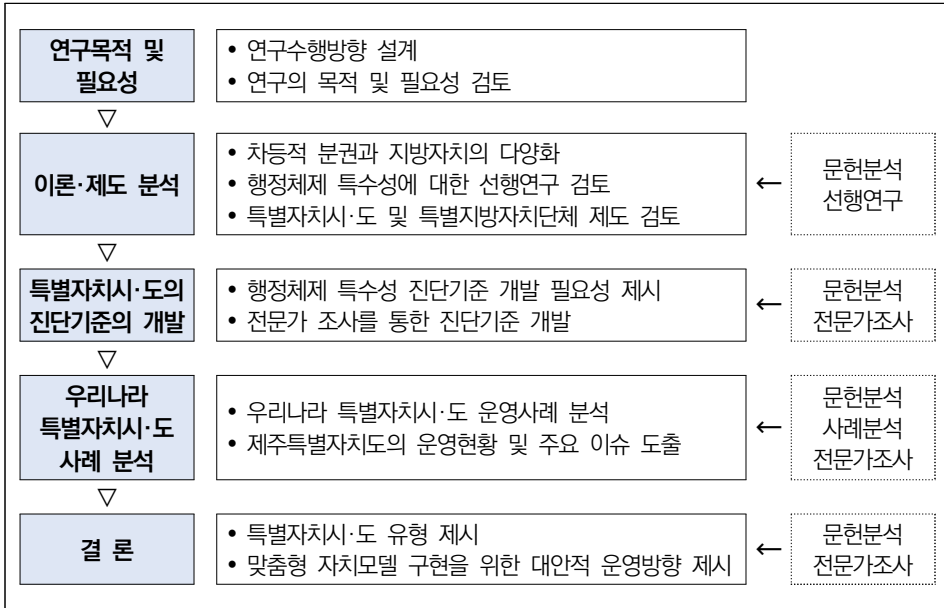 연구목적 및
필요성
• 연구수행방향 설계
• 연구의 목적 및 필요성 검토
▽
이론·제도 분석
• 차등적 분권과 지방자치의 다양화
• 행정체제 특수성에 대한 선행연구 검토
• 특별자치시·도 및 특별지방자치단체 제도 검토
←
문헌분석
선행연구
▽
특별자치시·도의
진단기준의 개발
• 행정체제 특수성 진단기준 개발 필요성 제시
• 전문가 조사를 통한 진단기준 개발
←
문헌분석
전문가조사
▽
우리나라
특별자치시·도
사례 분석
• 우리나라 특별자치시·도 운영사례 분석
• 제주특별자치도의 운영현황 및 주요 이슈 도출
←
문헌분석
사례분석
전문가조사
▽
결 론
• 특별자치시·도 유형 제시
• 맞춤형 자치모델 구현을 위한 대안적 운영방향 제시
←
문헌분석
전문가조사